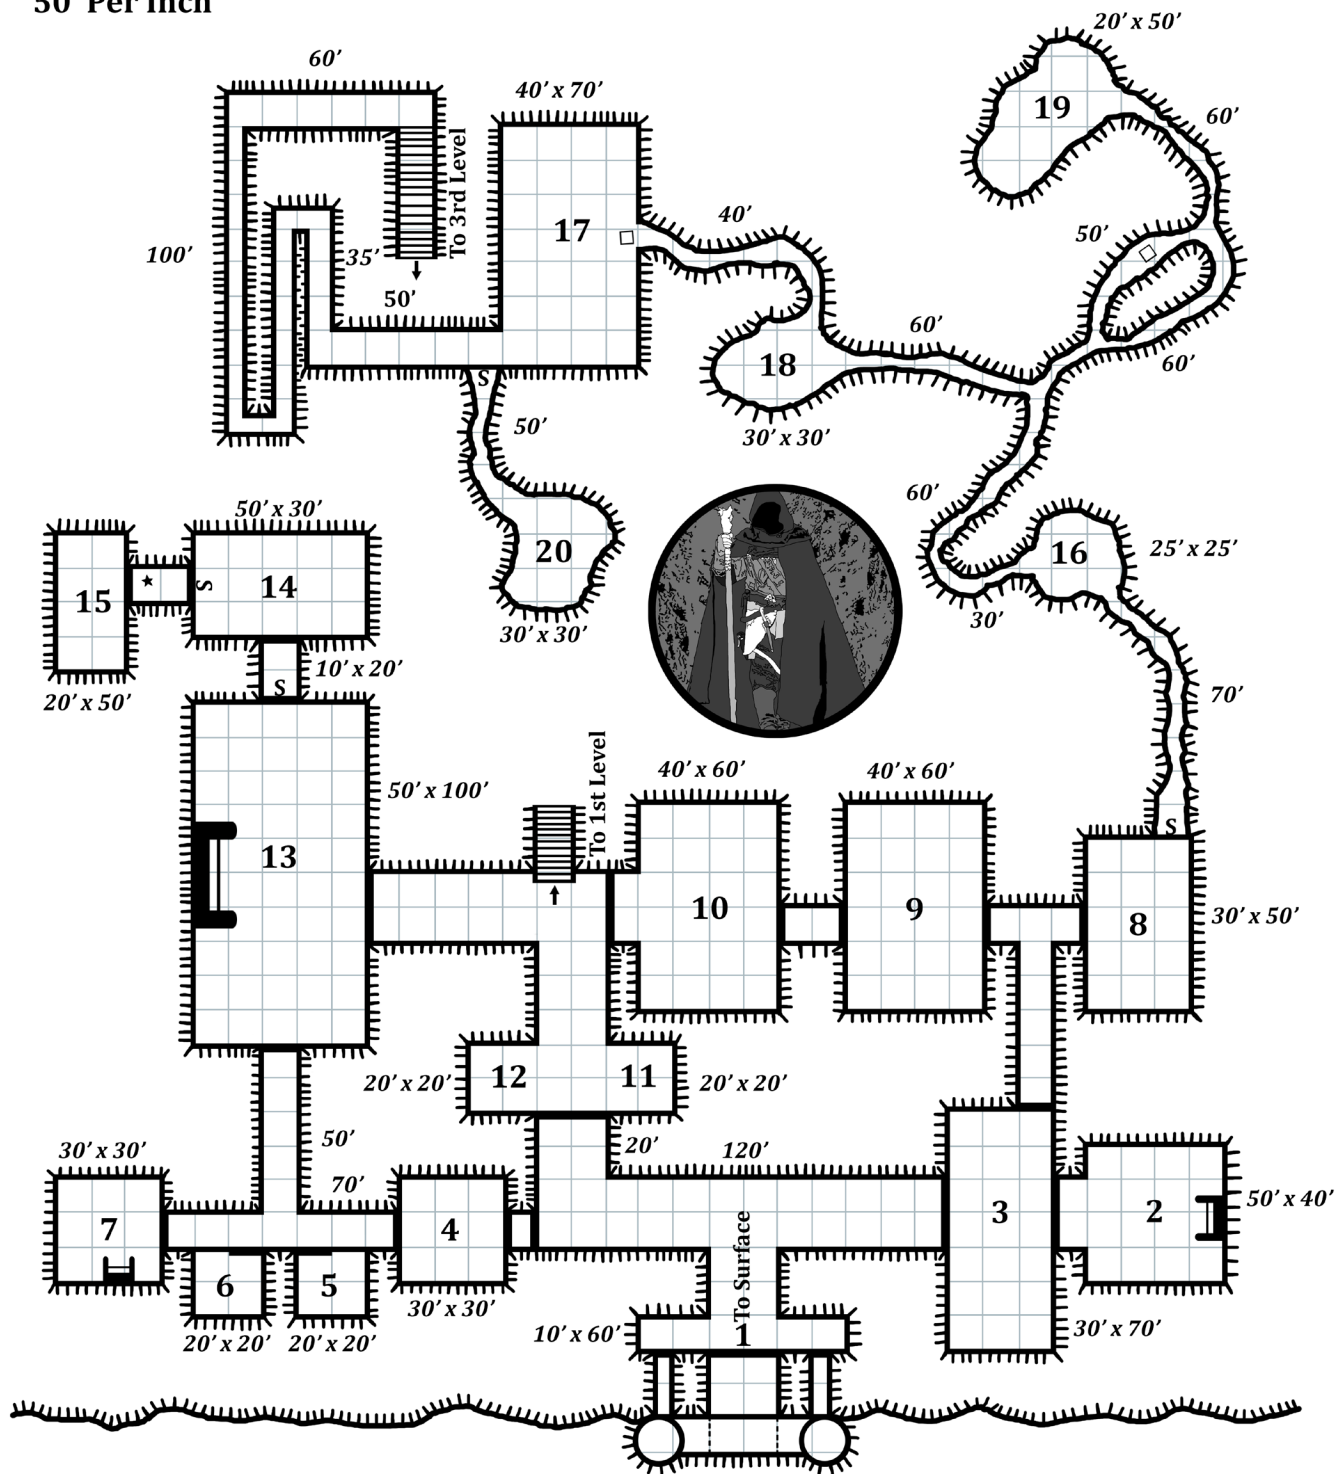 50' Per Inch
20' x 50'
60'
40' x 70'
19
60'
To 3rd Level
17
40'
50'
100'
35'
50'
60'
60'
18
S
50'
30' x 30'
60'
50' x 30'
20
16
25' x 25'
15
S
14
30' x 30'
30'
10' x 20'
20' x 50'
S
70'
To 1st Level
50' x 100'
40' x 60'
40' x 60'
S
13
10
9
8
30' x 50'
20' x 20'
12
11
20' x 20'
30' x 30'
50'
20'
120'
70'
7
4
To Surface
3
2
50' x 40'
6
5
30' x 30'
20' x 20'
20' x 20'
10' x 60'
1
30' x 70'